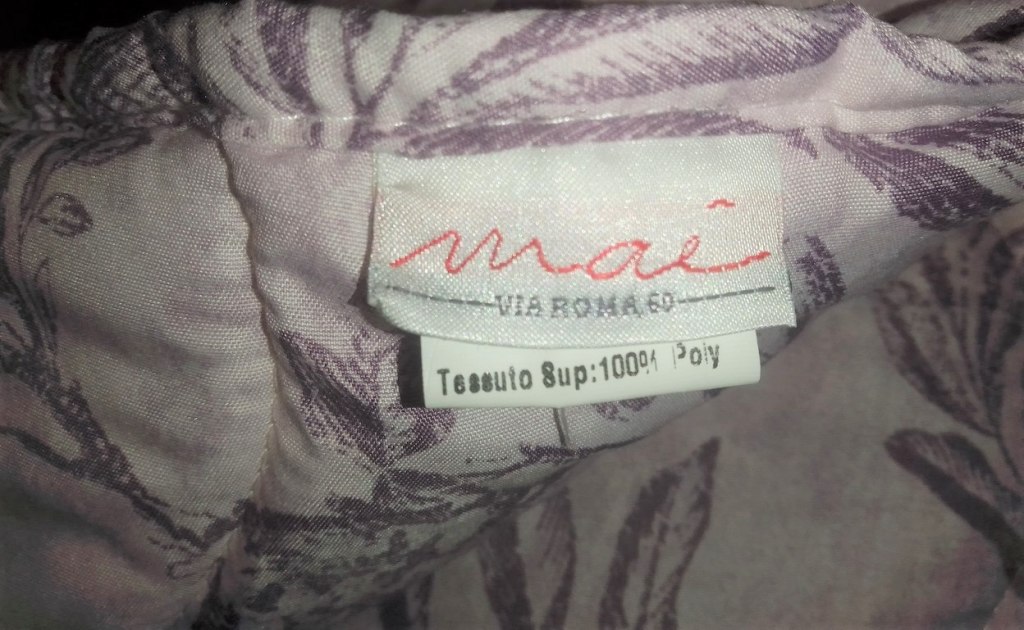 mai
VIA ROMA, 60
Tessuto Sup:100% Poly